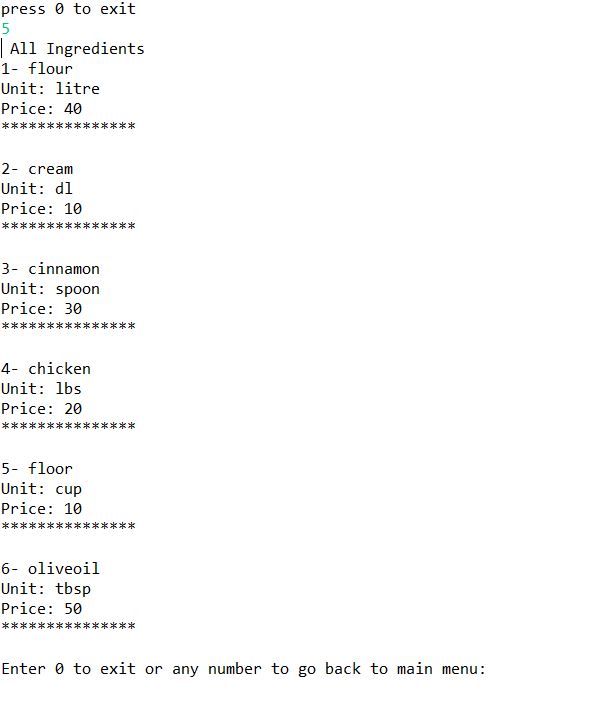 press 0 to exit
5
All Ingredients
1- flour
Unit: litre
Price: 40
***************
2- cream
Unit: dl
Price: 10
***************
3- cinnamon
Unit: spoon
Price: 30
***************
4- chicken
Unit: lbs
Price: 20
***************
5- floor
Unit: cup
Price: 10
***************
6- oliveoil
Unit: tbsp
Price: 50
***************
Enter 0 to exit or any number to go back to main menu: